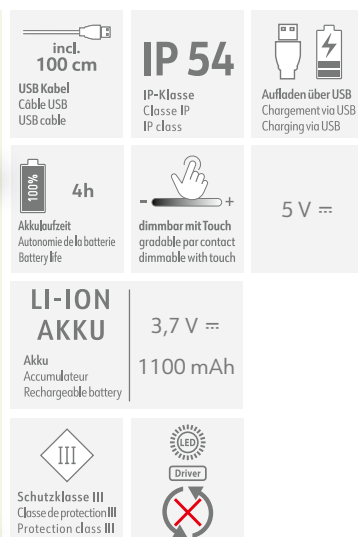 incl.
100 cm
USB Kabel
Câble USB
USB cable
IP 54
IP-Klasse
Classe IP
IP class
Aufladen über USB
Chargement via USB
Charging via USB
100%
4h
Akkulaufzeit
Autonomie de la batterie
Battery life
- +
dimmbar mit Touch
gradable par contact
dimmable with touch
5 V ⎓
LI-ION
AKKU
Akku
Accumulateur
Rechargeable battery
3,7 V ⎓
1100 mAh
III
Schutzklasse III
Classe de protection III
Protection class III
LED
Driver